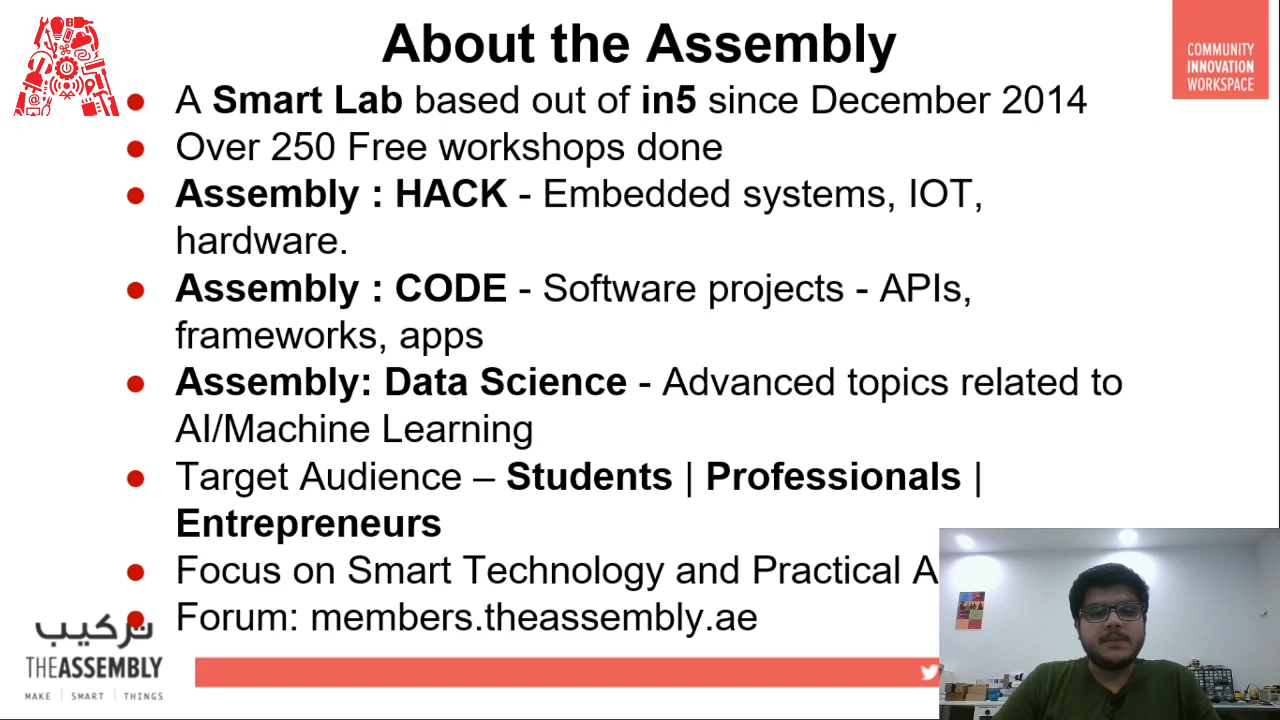 About the Assembly
COMMUNITY
INNOVATION
WORKSPACE
A Smart Lab based out of in5 since December 2014
Over 250 Free workshops done
Assembly : HACK - Embedded systems, IOT,
hardware.
Assembly : CODE - Software projects - APIs,
frameworks, apps
Assembly: Data Science - Advanced topics related to
AI/Machine Learning
Target Audience – Students | Professionals |
Entrepreneurs
Focus on Smart Technology and Practical
Forum: members.theassembly.ae
تركيب
THEASSEMBLY
MAKE | SMART | THINGS